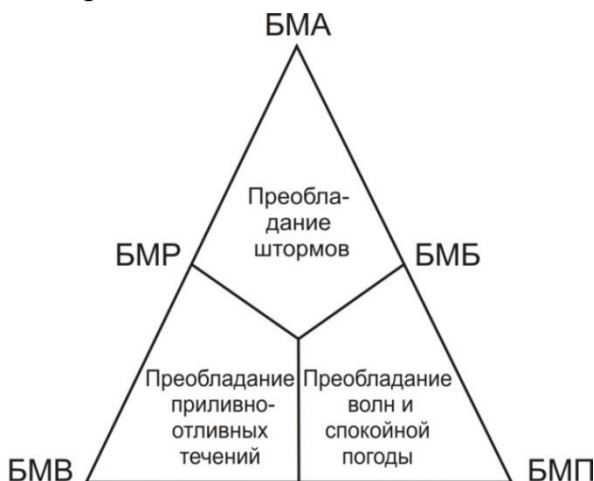 БМА
Преобла-
дание
штормов
БМР
БМБ
Преобладание
приливно-
отливных
течений
Преобладание
волн и
спокойной
погоды
БМВ
БМП